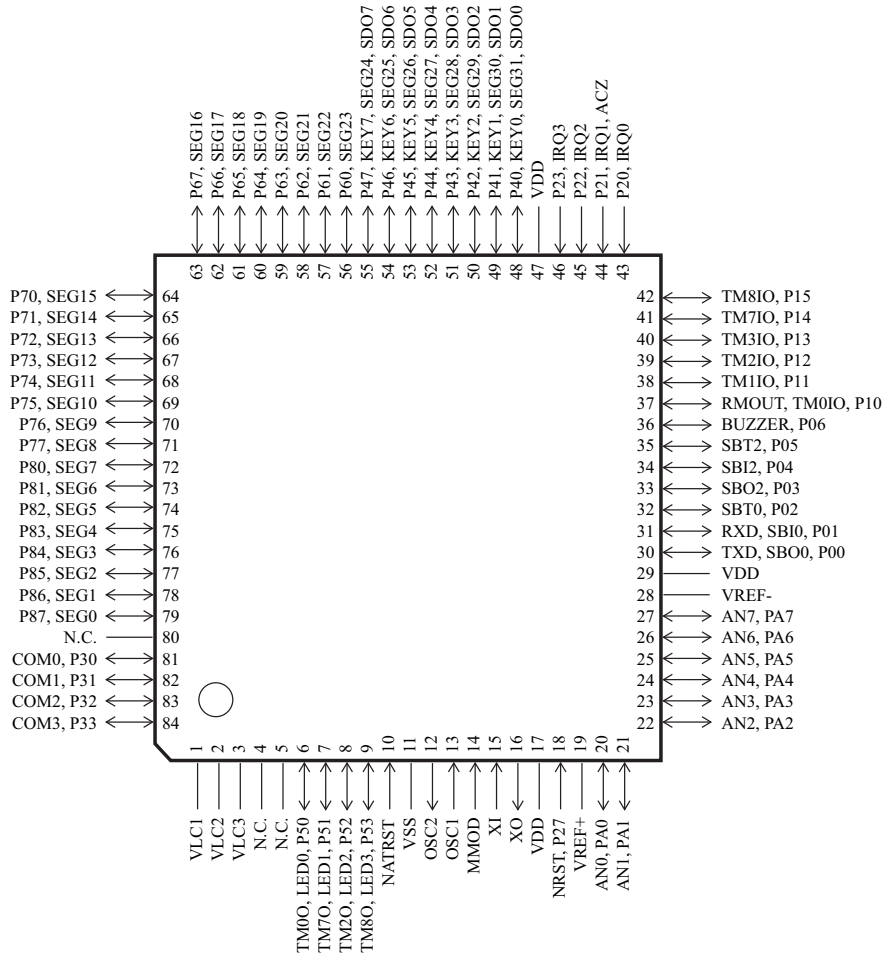 P67, SEG16
P66, SEG17
P65, SEG18
P64, SEG19
P63, SEG20
P62, SEG21
P61, SEG22
P60, SEG23
P47, KEY7, SEG24, SDO7
P46, KEY6, SEG25, SDO6
P45, KEY5, SEG26, SDO5
P44, KEY4, SEG27, SDO4
P43, KEY3, SEG28, SDO3
P42, KEY2, SEG29, SDO2
P41, KEY1, SEG30, SDO1
P40, KEY0, SEG31, SDO0
VDD
P23, IRQ3
P22, IRQ2
P21, IRQ1, ACZ
P20, IRQ0
63
62
61
60
59
58
57
56
55
54
53
52
51
50
49
48
47
46
45
44
43
P70, SEG15 64
P71, SEG14 65
P72, SEG13 66
P73, SEG12 67
P74, SEG11 68
P75, SEG10 69
P76, SEG9 70
P77, SEG8 71
P80, SEG7 72
P81, SEG6 73
P82, SEG5 74
P83, SEG4 75
P84, SEG3 76
P85, SEG2 77
P86, SEG1 78
P87, SEG0 79
N.C. 80
COM0, P30 81
COM1, P31 82
COM2, P32 83
COM3, P33 84
42 TM8IO, P15
41 TM7IO, P14
40 TM3IO, P13
39 TM2IO, P12
38 TM1IO, P11
37 RMOUT, TM0IO, P10
36 BUZZER, P06
35 SBT2, P05
34 SBI2, P04
33 SBO2, P03
32 SBT0, P02
31 RXD, SBI0, P01
30 TXD, SBO0, P00
29 VDD
28 VREF-
27 AN7, PA7
26 AN6, PA6
25 AN5, PA5
24 AN4, PA4
23 AN3, PA3
22 AN2, PA2
1
2
3
4
5
6
7
8
9
10
11
12
13
14
15
16
17
18
19
20
21
VLC1
VLC2
VLC3
N.C.
N.C.
TM0O, LED0, P50
TM7O, LED1, P51
TM2O, LED2, P52
TM8O, LED3, P53
NATRST
VSS
OSC2
OSC1
MMOD
XI
XO
VDD
NRST, P27
VREF+
AN0, PA0
AN1, PA1